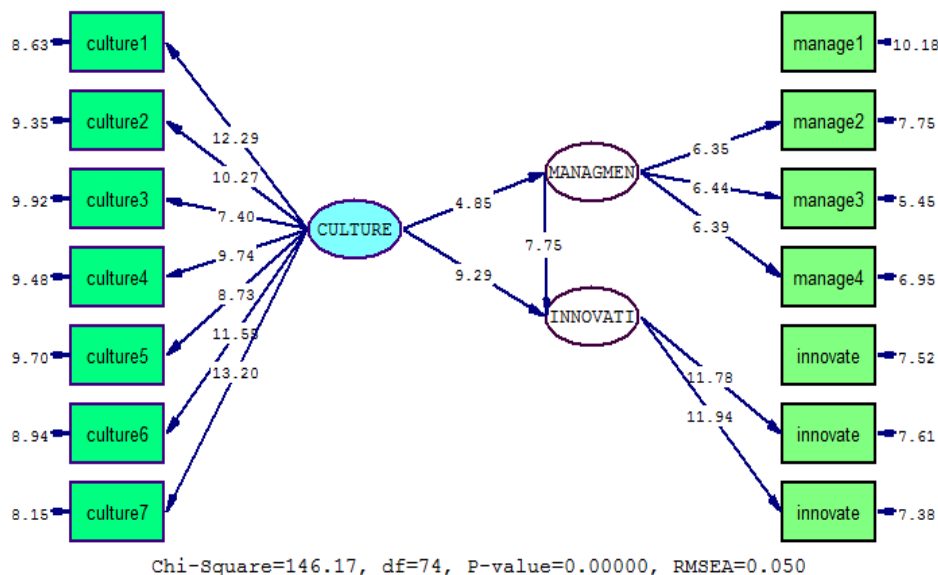 8.63 culture1
9.35 culture2
9.92 culture3
9.48 culture4
9.70 culture5
8.94 culture6
8.15 culture7
12.29
10.27
7.40
9.74
8.73
11.55
13.20
CULTURE
4.85
9.29
MANAGMEN
7.75
INNOVATI
6.35
6.44
6.39
11.78
11.94
manage1 10.18
manage2 7.75
manage3 5.45
manage4 6.95
innovate 7.52
innovate 7.61
innovate 7.38
Chi-Square=146.17, df=74, P-value=0.00000, RMSEA=0.050